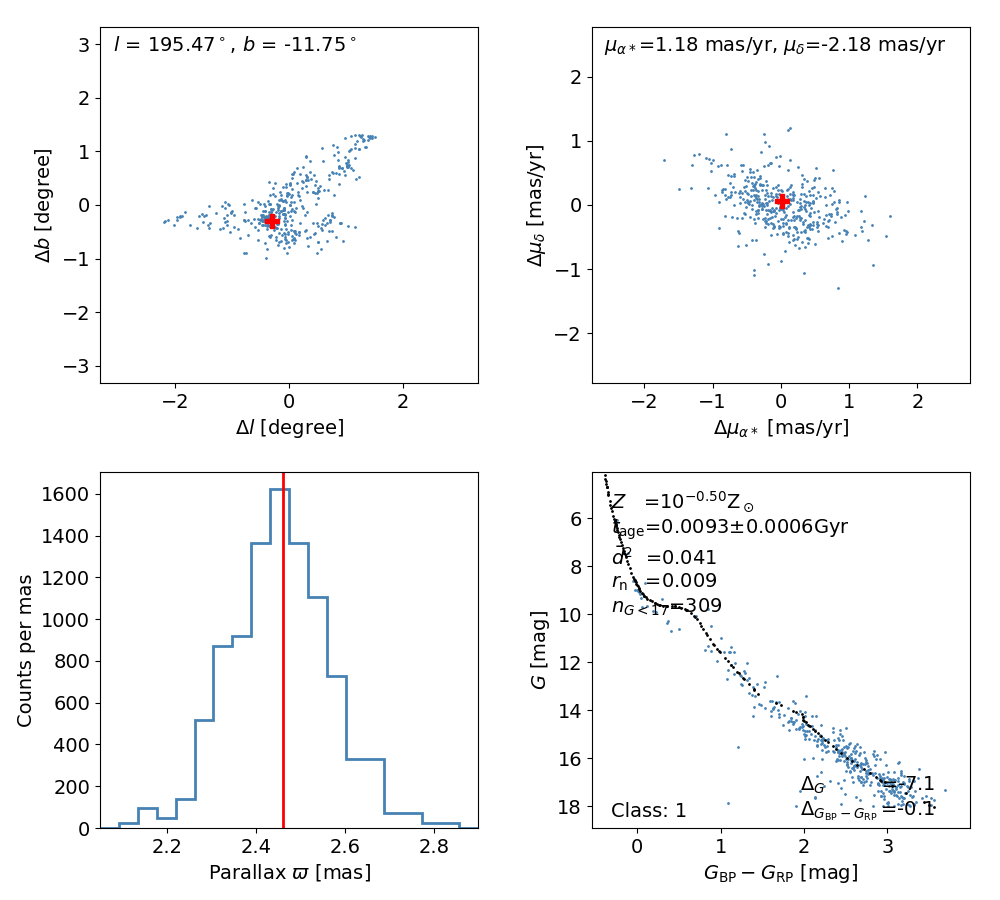 l = 195.47°, b = -11.75°
3
2
1
0
−1
−2
−3
Δb [degree]
−2
0
2
Δl [degree]
μα*=1.18 mas/yr, μδ=-2.18 mas/yr
2
1
0
−1
−2
Δμδ [mas/yr]
−2
−1
0
1
2
Δμα* [mas/yr]
1600
1400
1200
1000
800
600
400
200
0
Counts per mas
2.2
2.4
2.6
2.8
Parallax ϖ [mas]
Z =10^−0.50 Z⊙
tage=0.0093±0.0006Gyr
d̄² =0.041
rn =0.009
nG<17=309
6
8
10
12
14
16
18
G [mag]
ΔG =-7.1
Class: 1
ΔGBP−GRP =-0.1
0
1
2
3
GBP − GRP [mag]